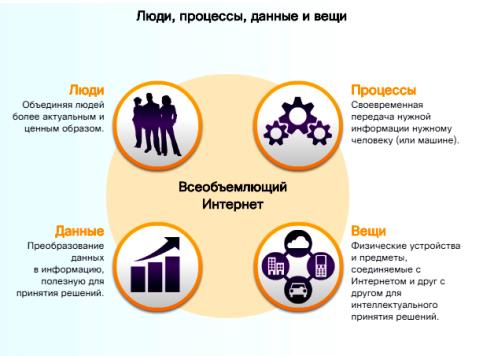 Люди, процессы, данные и вещи
Люди
Объединяя людей
более актуальным и
ценным образом.
Процессы
Своевременная
передача нужной
информации нужному
человеку (или машине).
Всеобъемлющий
Интернет
Данные
Преобразование
данных
в информацию,
полезную для
принятия решений.
Вещи
Физические устройства
и предметы,
соединяемые с
Интернетом и друг с
другом для
интеллектуального
принятия решений.